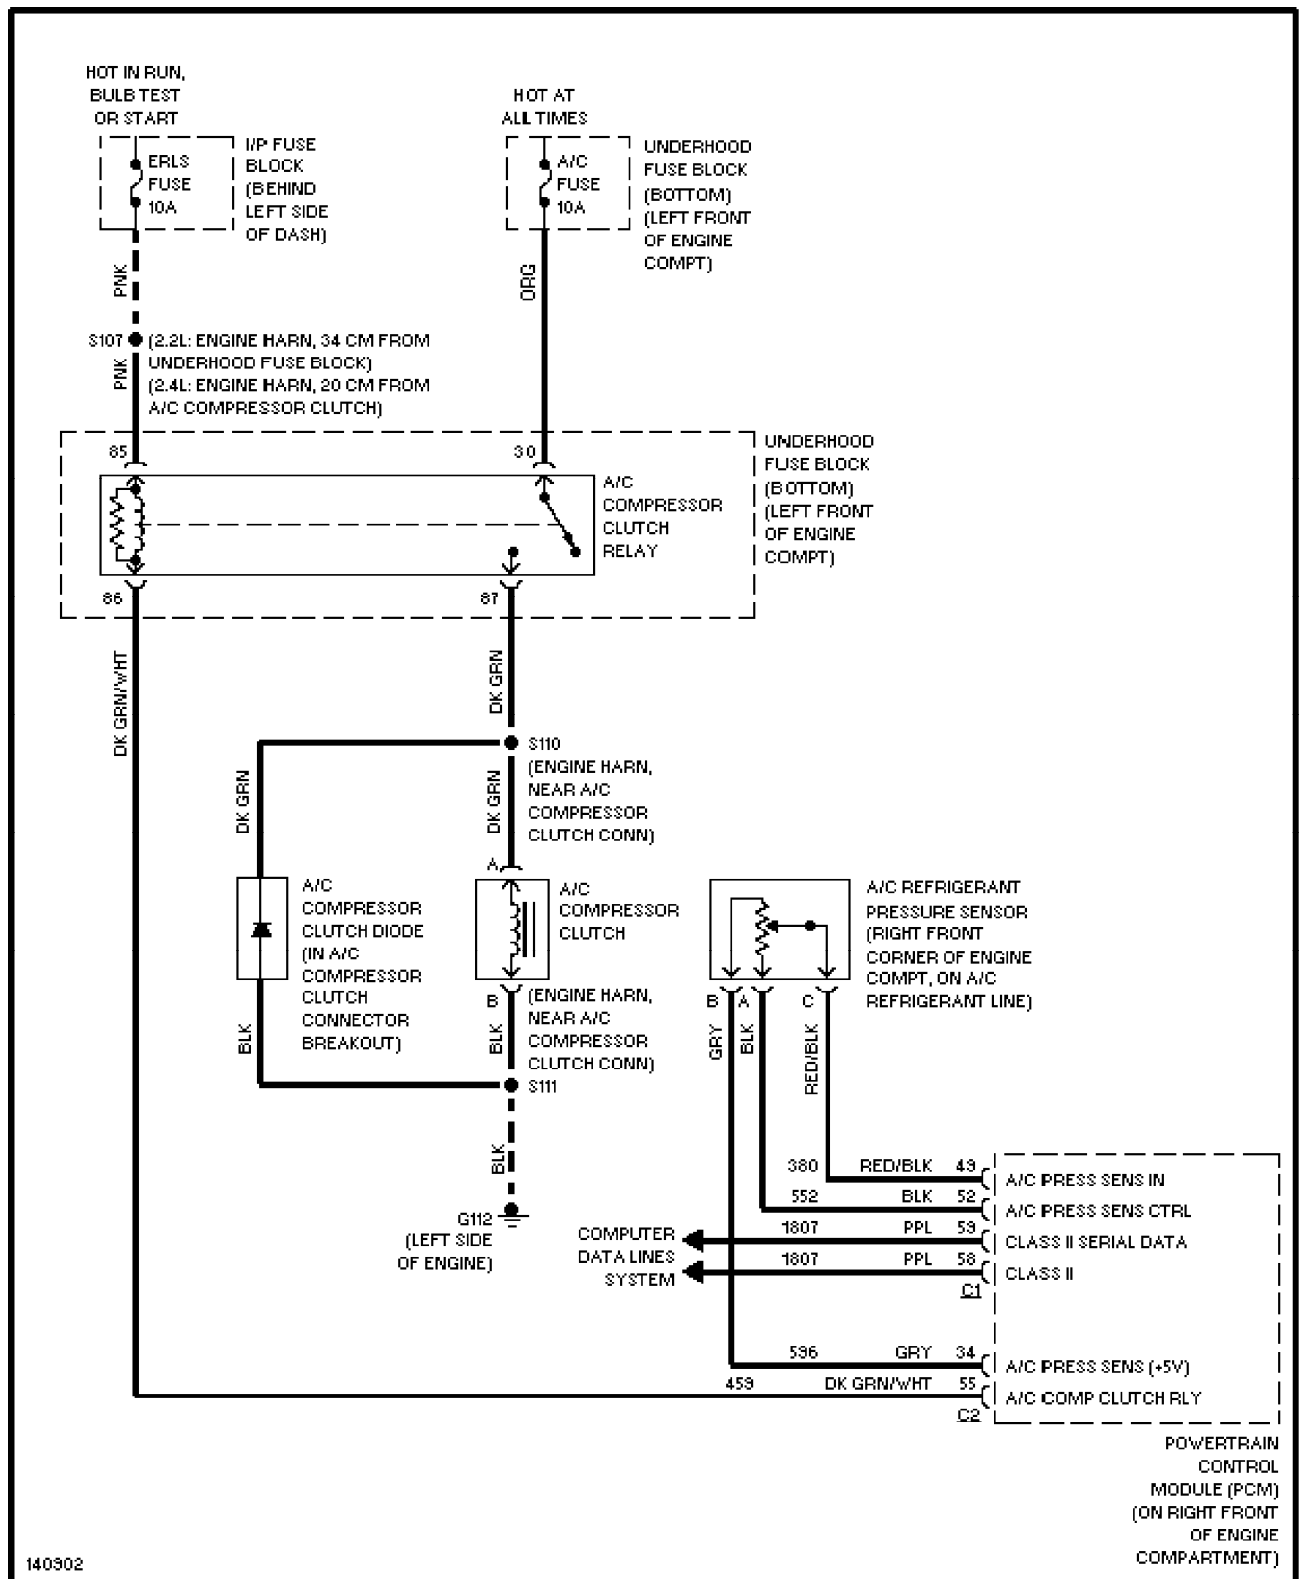 HOT IN RUN,
BULB TEST
OR START
HOT AT
ALL TIMES
ERLS
FUSE
10A
I/P FUSE
BLOCK
(BEHIND
LEFT SIDE
OF DASH)
A/C
FUSE
10A
UNDERHOOD
FUSE BLOCK
(BOTTOM)
(LEFT FRONT
OF ENGINE
COMPT)
PNK
ORG
S107
(2.2L: ENGINE HARN, 34 CM FROM
UNDERHOOD FUSE BLOCK)
(2.4L: ENGINE HARN, 20 CM FROM
A/C COMPRESSOR CLUTCH)
PNK
85
30
A/C
COMPRESSOR
CLUTCH
RELAY
UNDERHOOD
FUSE BLOCK
(BOTTOM)
(LEFT FRONT
OF ENGINE
COMPT)
86
87
DK GRN/WHT
DK GRN
S110
(ENGINE HARN,
NEAR A/C
COMPRESSOR
CLUTCH CONN)
DK GRN
DK GRN
A
A/C
COMPRESSOR
CLUTCH DIODE
(IN A/C
COMPRESSOR
CLUTCH
CONNECTOR
BREAKOUT)
A/C
COMPRESSOR
CLUTCH
A/C REFRIGERANT
PRESSURE SENSOR
(RIGHT FRONT
CORNER OF ENGINE
COMPT, ON A/C
REFRIGERANT LINE)
B
(ENGINE HARN,
NEAR A/C
COMPRESSOR
CLUTCH CONN)
S111
B A C
BLK
BLK
GRY
BLK
RED/BLK
BLK
G112
(LEFT SIDE
OF ENGINE)
COMPUTER
DATA LINES
SYSTEM
380 RED/BLK 49 A/C PRESS SENS IN
552 BLK 52 A/C PRESS SENS CTRL
1807 PPL 59 CLASS II SERIAL DATA
1807 PPL 58 CLASS II
C1
596 GRY 34 A/C PRESS SENS (+5V)
459 DK GRN/WHT 55 A/C COMP CLUTCH RLY
C2
POWERTRAIN
CONTROL
MODULE (PCM)
(ON RIGHT FRONT
OF ENGINE
COMPARTMENT)
140902